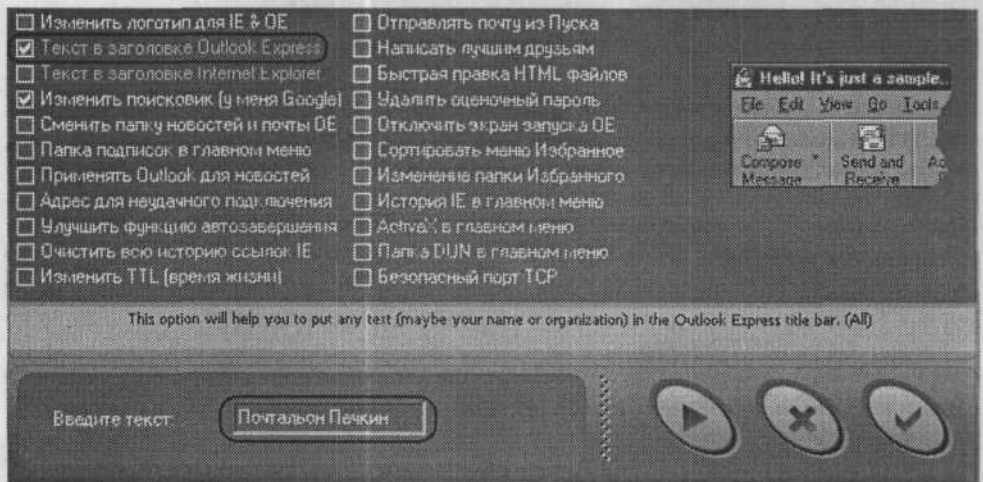 Изменить логотип для IE & OE
Текст в заголовке Outlook Express
Текст в заголовке Internet Explorer
Изменить поисковик (у меня Google)
Сменить папку новостей и почты OE
Папка подписок в главном меню
Применять Outlook для новостей
Адрес для неудачного подключения
Улучшить функцию автозавершения
Очистить всю историю ссылок IE
Изменить TTL (время жизни)
Отправлять почту из Пуска
Написать лучшим друзьям
Быстрая правка HTML файлов
Удалить оценочный пароль
Отключить экран запуска OE
Сортировать меню Избранное
Изменение папки Избранного
История IE в главном меню
ActiveX в главном меню
Папка DUN в главном меню
Безопасный порт TCP
Hello! It's just a sample..
File Edit View Go Tools
Compose Message
Send and Receive
This option will help you to put any text (maybe your name or organization) in the Outlook Express title bar. (All)
Введите текст:
Почтальон Печкин